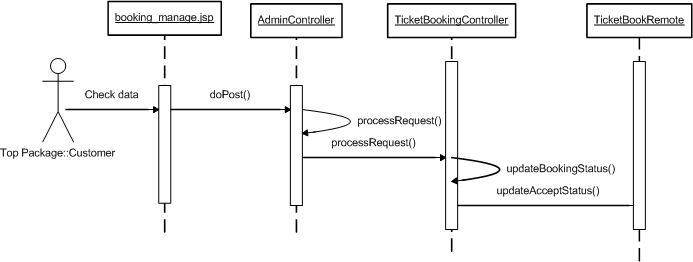 booking_manage.jsp
AdminController
TicketBookingController
TicketBookRemote
Check data
doPost()
processRequest()
processRequest()
Top Package::Customer
updateBookingStatus()
updateAcceptStatus()